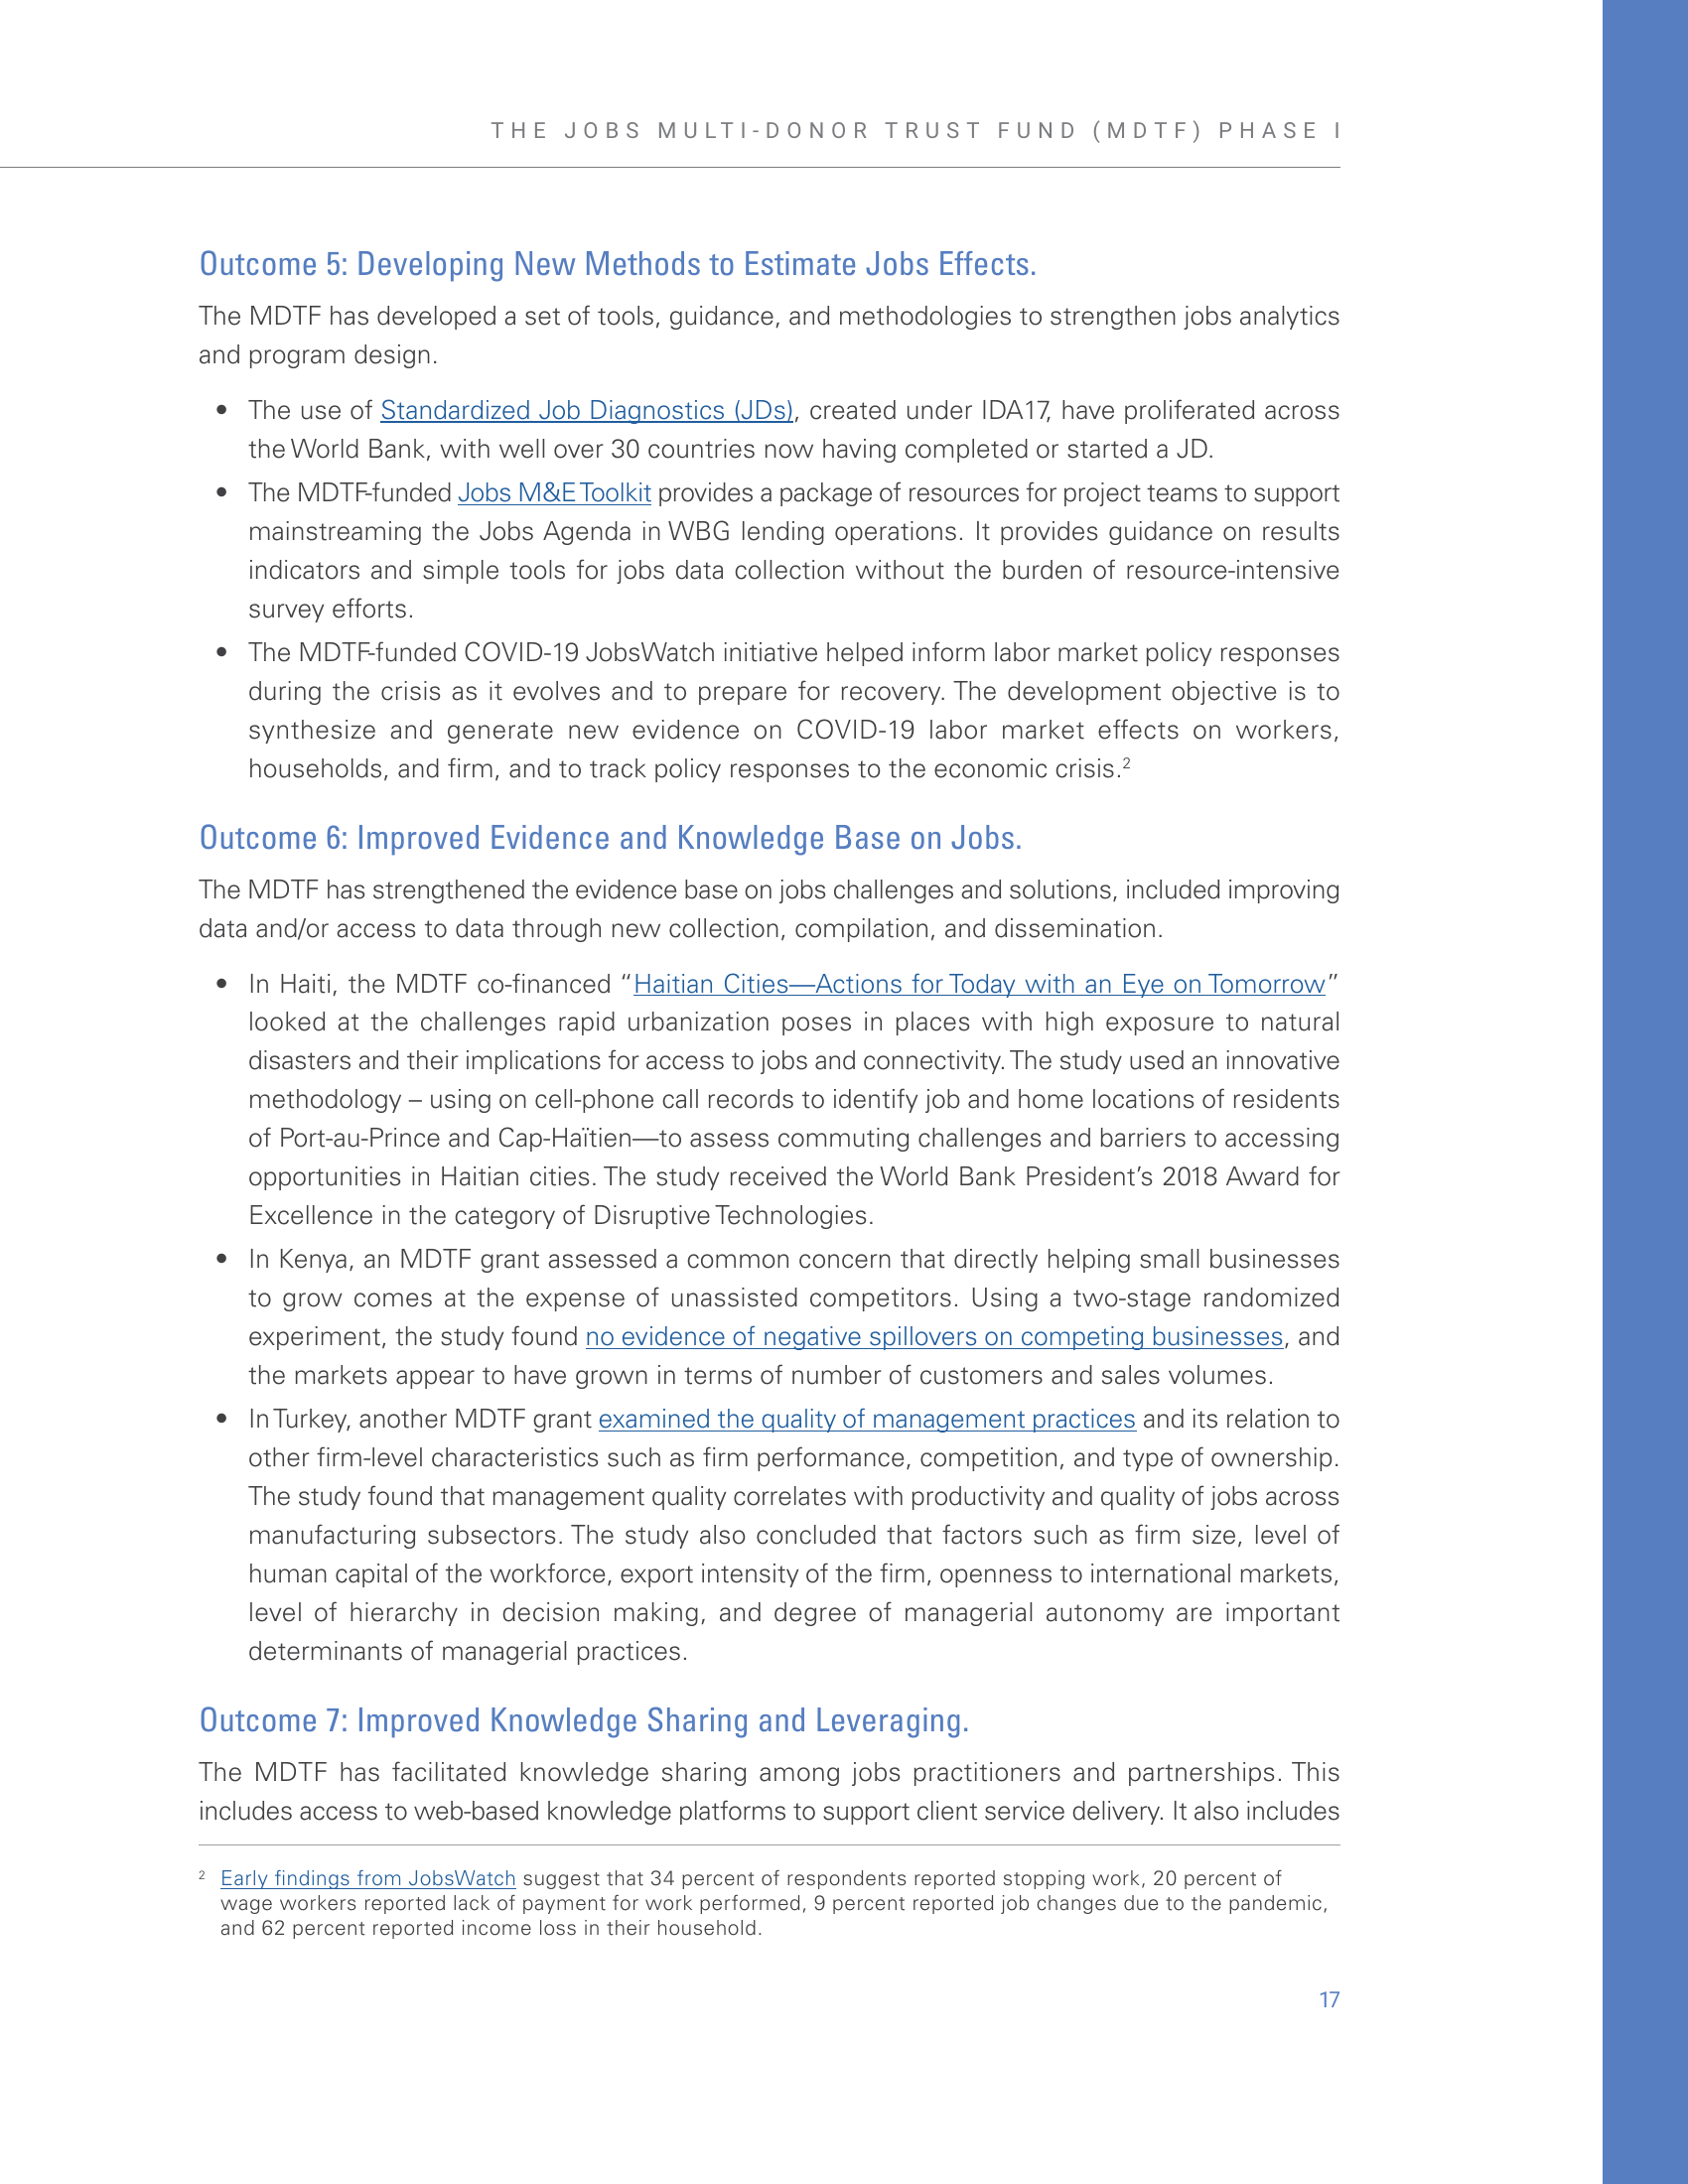 THE JOBS MULTI-DONOR TRUST FUND (MDTF) PHASE I
Outcome 5: Developing New Methods to Estimate Jobs Effects.
The MDTF has developed a set of tools, guidance, and methodologies to strengthen jobs analytics
and program design.
• The use of Standardized Job Diagnostics (JDs), created under IDA17, have proliferated across
the World Bank, with well over 30 countries now having completed or started a JD.
• The MDTF-funded Jobs M&E Toolkit provides a package of resources for project teams to support
mainstreaming the Jobs Agenda in WBG lending operations. It provides guidance on results
indicators and simple tools for jobs data collection without the burden of resource-intensive
survey efforts.
• The MDTF-funded COVID-19 JobsWatch initiative helped inform labor market policy responses
during the crisis as it evolves and to prepare for recovery. The development objective is to
synthesize and generate new evidence on COVID-19 labor market effects on workers,
households, and firm, and to track policy responses to the economic crisis.²
Outcome 6: Improved Evidence and Knowledge Base on Jobs.
The MDTF has strengthened the evidence base on jobs challenges and solutions, included improving
data and/or access to data through new collection, compilation, and dissemination.
• In Haiti, the MDTF co-financed “Haitian Cities—Actions for Today with an Eye on Tomorrow”
looked at the challenges rapid urbanization poses in places with high exposure to natural
disasters and their implications for access to jobs and connectivity. The study used an innovative
methodology – using on cell-phone call records to identify job and home locations of residents
of Port-au-Prince and Cap-Haïtien—to assess commuting challenges and barriers to accessing
opportunities in Haitian cities. The study received the World Bank President’s 2018 Award for
Excellence in the category of Disruptive Technologies.
• In Kenya, an MDTF grant assessed a common concern that directly helping small businesses
to grow comes at the expense of unassisted competitors. Using a two-stage randomized
experiment, the study found no evidence of negative spillovers on competing businesses, and
the markets appear to have grown in terms of number of customers and sales volumes.
• In Turkey, another MDTF grant examined the quality of management practices and its relation to
other firm-level characteristics such as firm performance, competition, and type of ownership.
The study found that management quality correlates with productivity and quality of jobs across
manufacturing subsectors. The study also concluded that factors such as firm size, level of
human capital of the workforce, export intensity of the firm, openness to international markets,
level of hierarchy in decision making, and degree of managerial autonomy are important
determinants of managerial practices.
Outcome 7: Improved Knowledge Sharing and Leveraging.
The MDTF has facilitated knowledge sharing among jobs practitioners and partnerships. This
includes access to web-based knowledge platforms to support client service delivery. It also includes
² Early findings from JobsWatch suggest that 34 percent of respondents reported stopping work, 20 percent of
wage workers reported lack of payment for work performed, 9 percent reported job changes due to the pandemic,
and 62 percent reported income loss in their household.
17